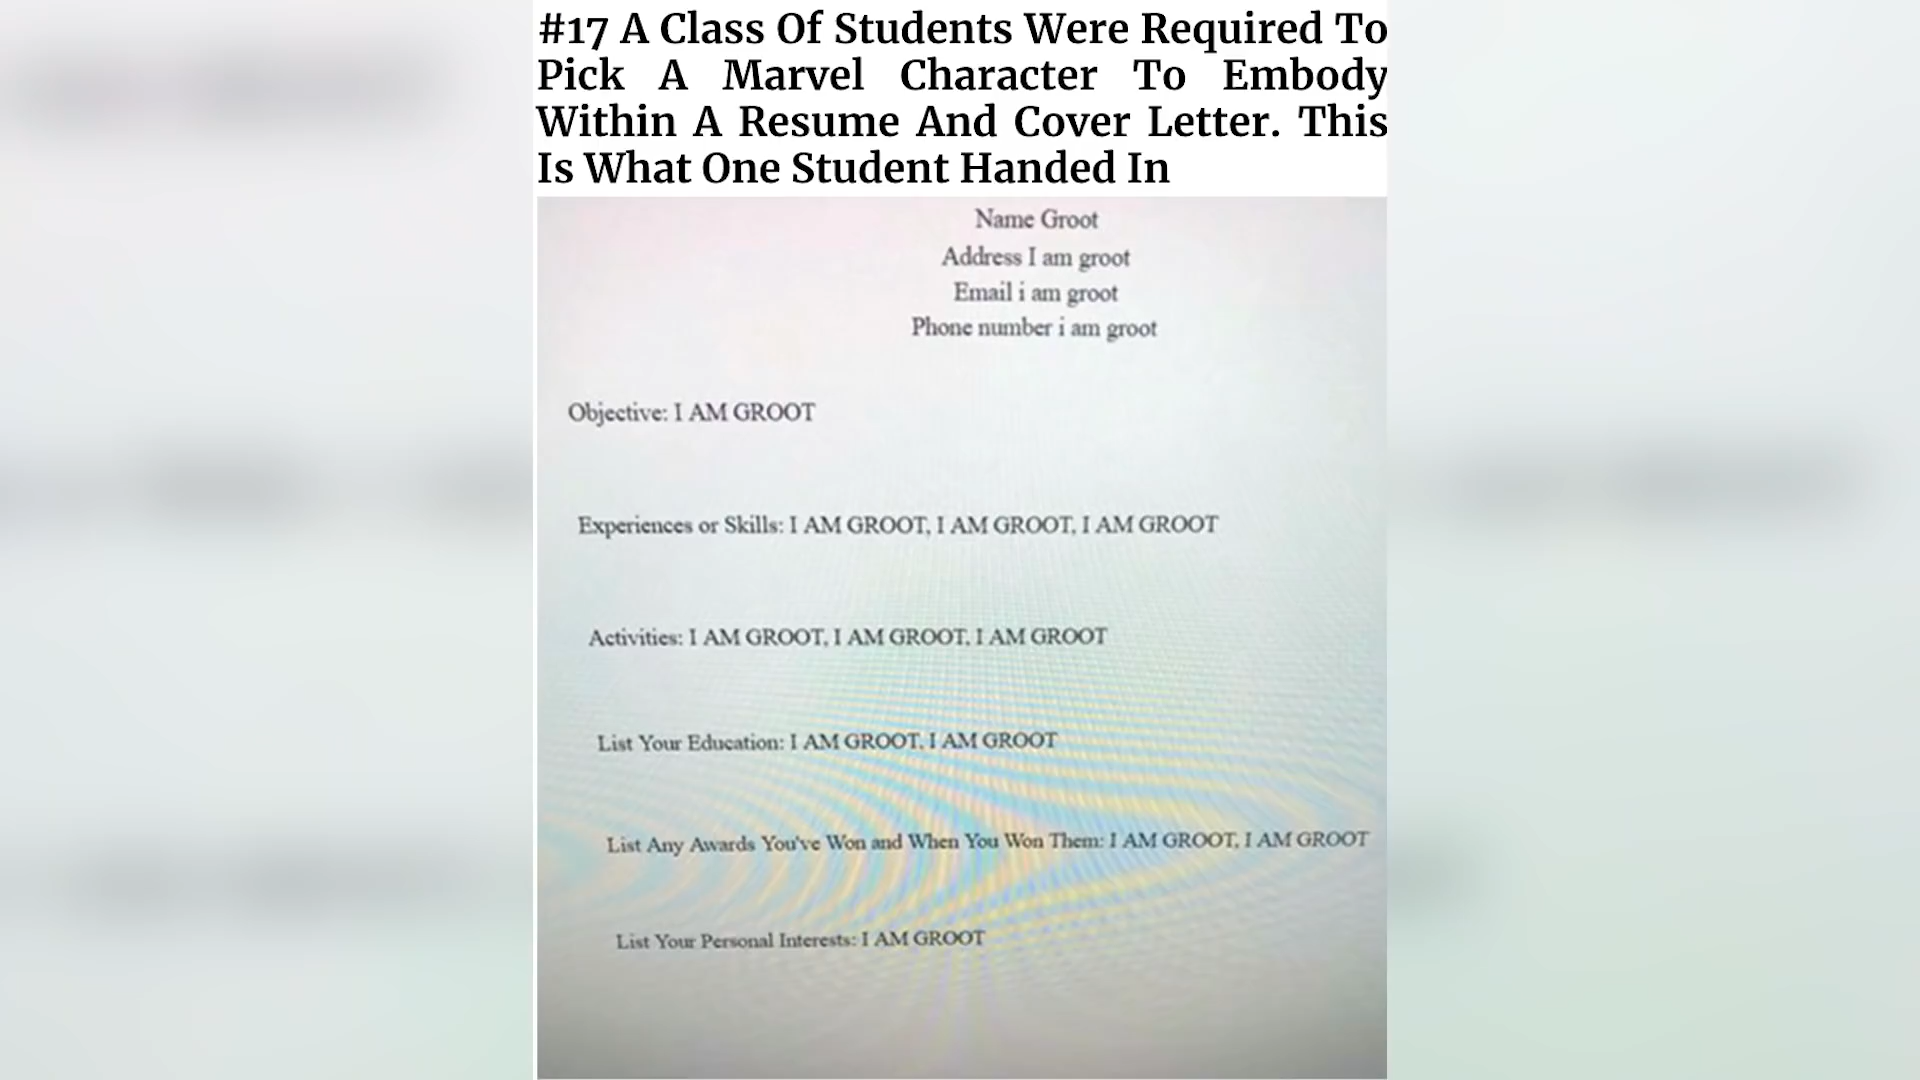 #17 A Class Of Students Were Required To
Pick A Marvel Character To Embody
Within A Resume And Cover Letter. This
Is What One Student Handed In
Name Groot
Address I am groot
Email i am groot
Phone number i am groot
Objective: I AM GROOT
Experiences or Skills: I AM GROOT, I AM GROOT, I AM GROOT
Activities: I AM GROOT, I AM GROOT, I AM GROOT
List Your Education: I AM GROOT, I AM GROOT
List Any Awards You've Won and When You Won Them: I AM GROOT, I AM GROOT
List Your Personal Interests: I AM GROOT